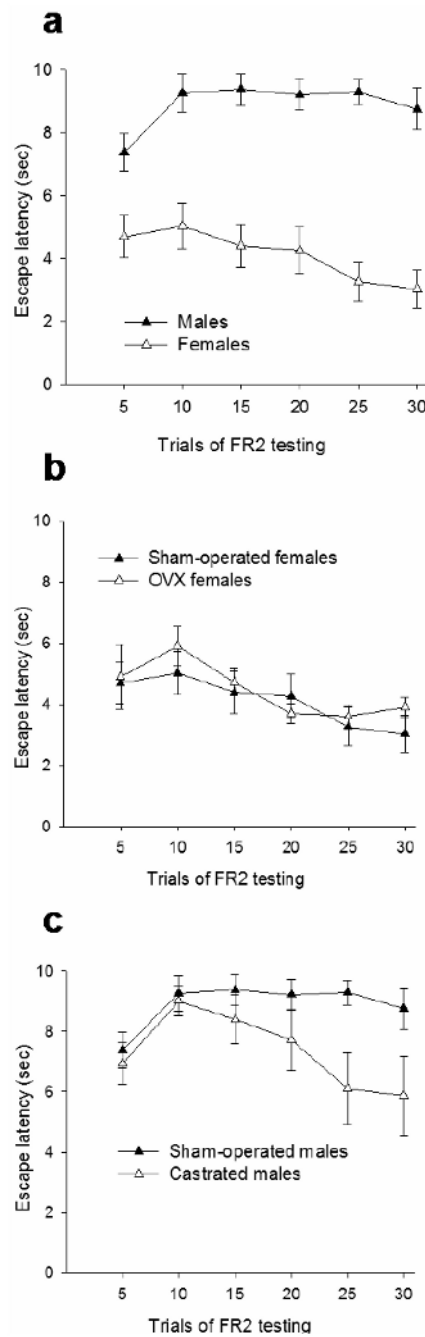 a
10
8
6
4
2
0
Escape latency (sec)
Males
Females
5 10 15 20 25 30
Trials of FR2 testing
b
10
8
6
4
2
0
Escape latency (sec)
Sham-operated females
OVX females
5 10 15 20 25 30
Trials of FR2 testing
c
10
8
6
4
2
0
Escape latency (sec)
Sham-operated males
Castrated males
5 10 15 20 25 30
Trials of FR2 testing